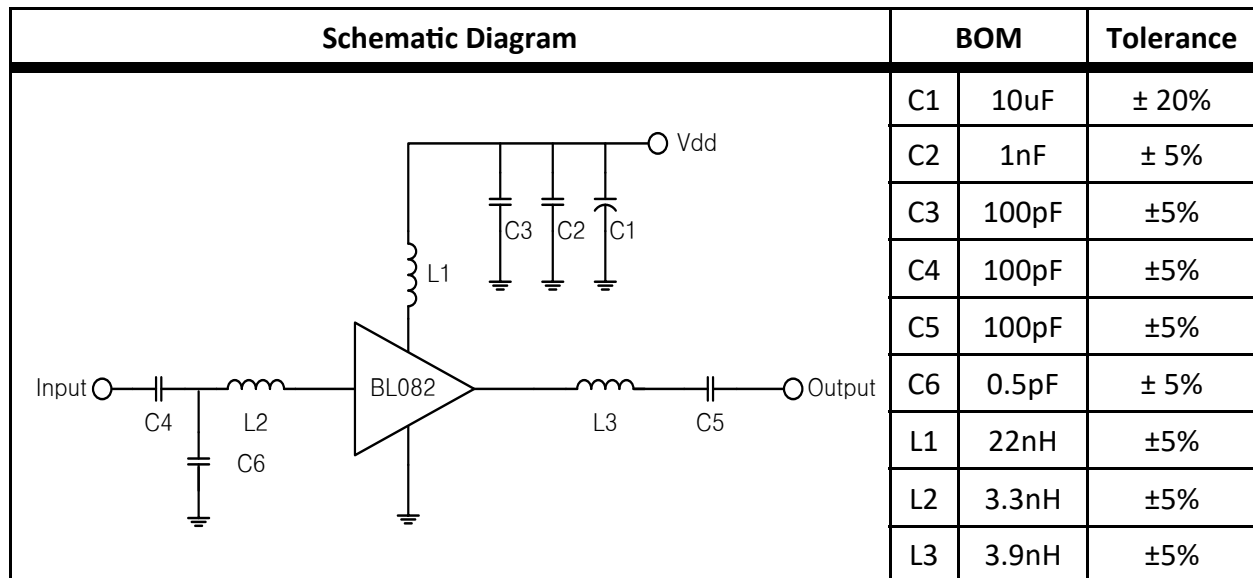 Schematic Diagram BOM Tolerance
C1 10uF ± 20%
C2 1nF ± 5%
C3 100pF ±5%
C4 100pF ±5%
C5 100pF ±5%
C6 0.5pF ± 5%
L1 22nH ±5%
L2 3.3nH ±5%
L3 3.9nH ±5%
Vdd
C3 C2 C1
L1
Input BL082 Output
C4 L2 L3 C5
C6